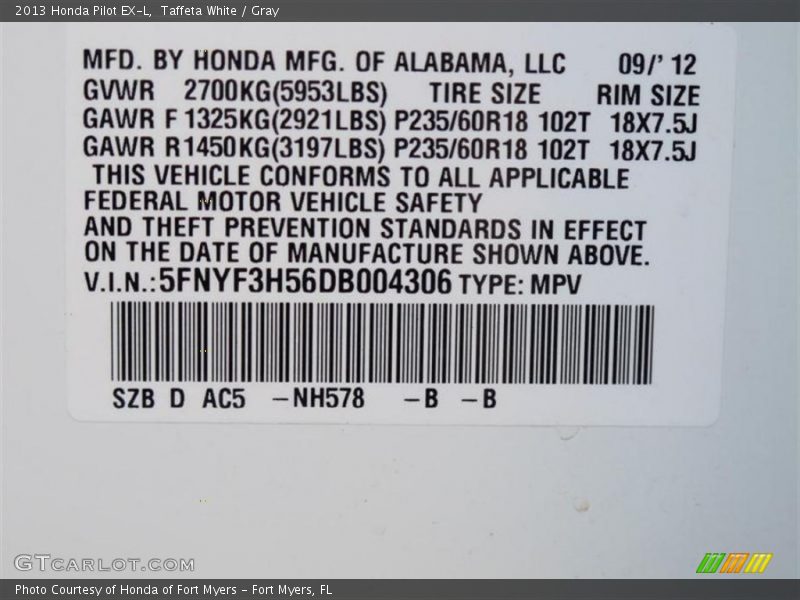 2013 Honda Pilot EX-L, Taffeta White / Gray
MFD. BY HONDA MFG. OF ALABAMA, LLC 09/' 12
GVWR 2700KG(5953LBS) TIRE SIZE RIM SIZE
GAWR F 1325KG(2921LBS) P235/60R18 102T 18X7.5J
GAWR R1450KG(3197LBS) P235/60R18 102T 18X7.5J
THIS VEHICLE CONFORMS TO ALL APPLICABLE
FEDERAL MOTOR VEHICLE SAFETY
AND THEFT PREVENTION STANDARDS IN EFFECT
ON THE DATE OF MANUFACTURE SHOWN ABOVE.
V.I.N.:5FNYF3H56DB004306 TYPE: MPV
SZB D AC5 -NH578 -B -B
GTCARLOT.COM
Photo Courtesy of Honda of Fort Myers - Fort Myers, FL